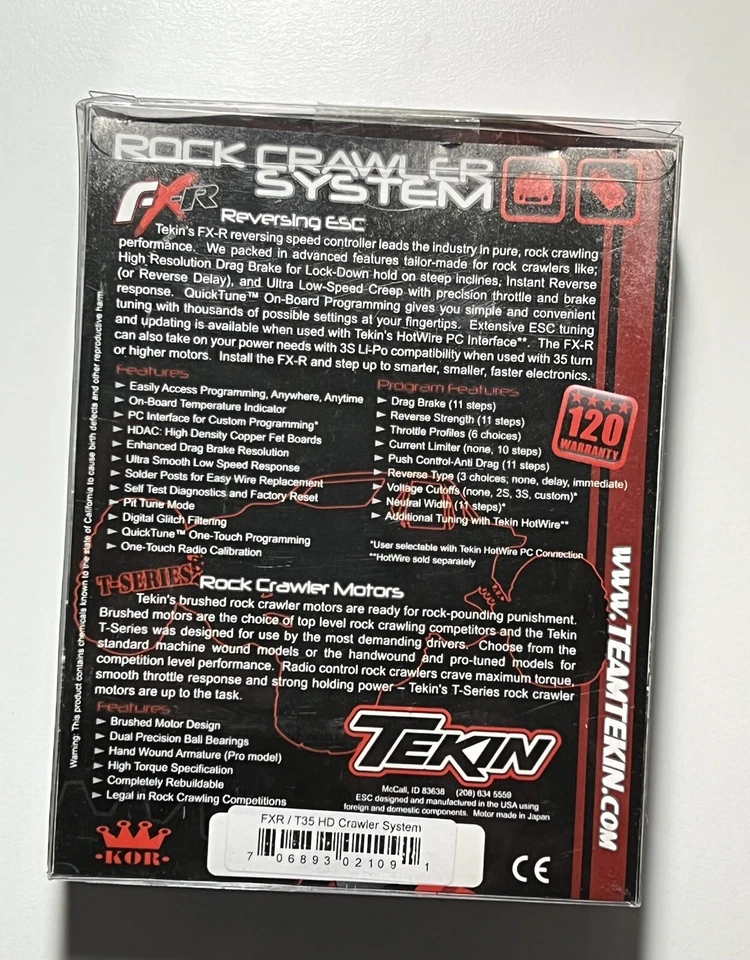 ROCK CRAWLER
SYSTEM
FX-R
Reversing ESC
Tekin's FX-R reversing speed controller leads the industry in pure, rock crawling
performance. We packed in advanced features tailor-made for rock crawlers like;
High Resolution Drag Brake for Lock-Down hold on steep inclines, Instant Reverse
(or Reverse Delay), and Ultra Low-Speed Creep with precision throttle and brake
response. QuickTune™ On-Board Programming gives you simple and convenient
tuning with thousands of possible settings at your fingertips. Extensive ESC tuning
and updating is available when used with Tekin's HotWire PC Interface**. The FX-R
can also take on your power needs with 3S Li-Po compatibility when used with 35 turn
or higher motors. Install the FX-R and step up to smarter, smaller, faster electronics.
Features
► Easily Access Programming, Anywhere, Anytime
► On-Board Temperature Indicator
► PC Interface for Custom Programming*
► HDAC: High Density Copper Fet Boards
► Enhanced Drag Brake Resolution
► Ultra Smooth Low Speed Response
► Solder Posts for Easy Wire Replacement
► Self Test Diagnostics and Factory Reset
► Pit Tune Mode
► Digital Glitch Filtering
► QuickTune™ One-Touch Programming
► One-Touch Radio Calibration
Program Features
► Drag Brake (11 steps)
► Reverse Strength (11 steps)
► Throttle Profiles (6 choices)
► Current Limiter (none, 10 steps)
► Push Control-Anti Drag (11 steps)
► Reverse Type (3 choices; none, delay, immediate)
► Voltage Cutoffs (none, 2S, 3S, custom)*
► Neutral Width (11 steps)*
► Additional Tuning with Tekin HotWire**
*User selectable with Tekin HotWire PC Connection
**HotWire sold separately
120
WARRANTY
T-SERIES
Rock Crawler Motors
Tekin's brushed rock crawler motors are ready for rock-pounding punishment.
Brushed motors are the choice of top level rock crawling competitors and the Tekin
T-Series was designed for use by the most demanding drivers. Choose from the
standard machine wound models or the handwound and pro-tuned models for
competition level performance. Radio control rock crawlers crave maximum torque,
smooth throttle response and strong holding power – Tekin's T-Series rock crawler
motors are up to the task.
Features
► Brushed Motor Design
► Dual Precision Ball Bearings
► Hand Wound Armature (Pro model)
► High Torque Specification
► Completely Rebuildable
► Legal in Rock Crawling Competitions
TEKIN
McCall, ID 83638 (208) 634 5559
ESC designed and manufactured in the USA using
foreign and domestic components. Motor made in Japan
•KOR•
FXR / T35 HD Crawler System
7 06893 02109 1
CE
WWW.TEAMTEKIN.COM
Warning: This product contains chemicals known to the state of California to cause birth defects and other reproductive harm.